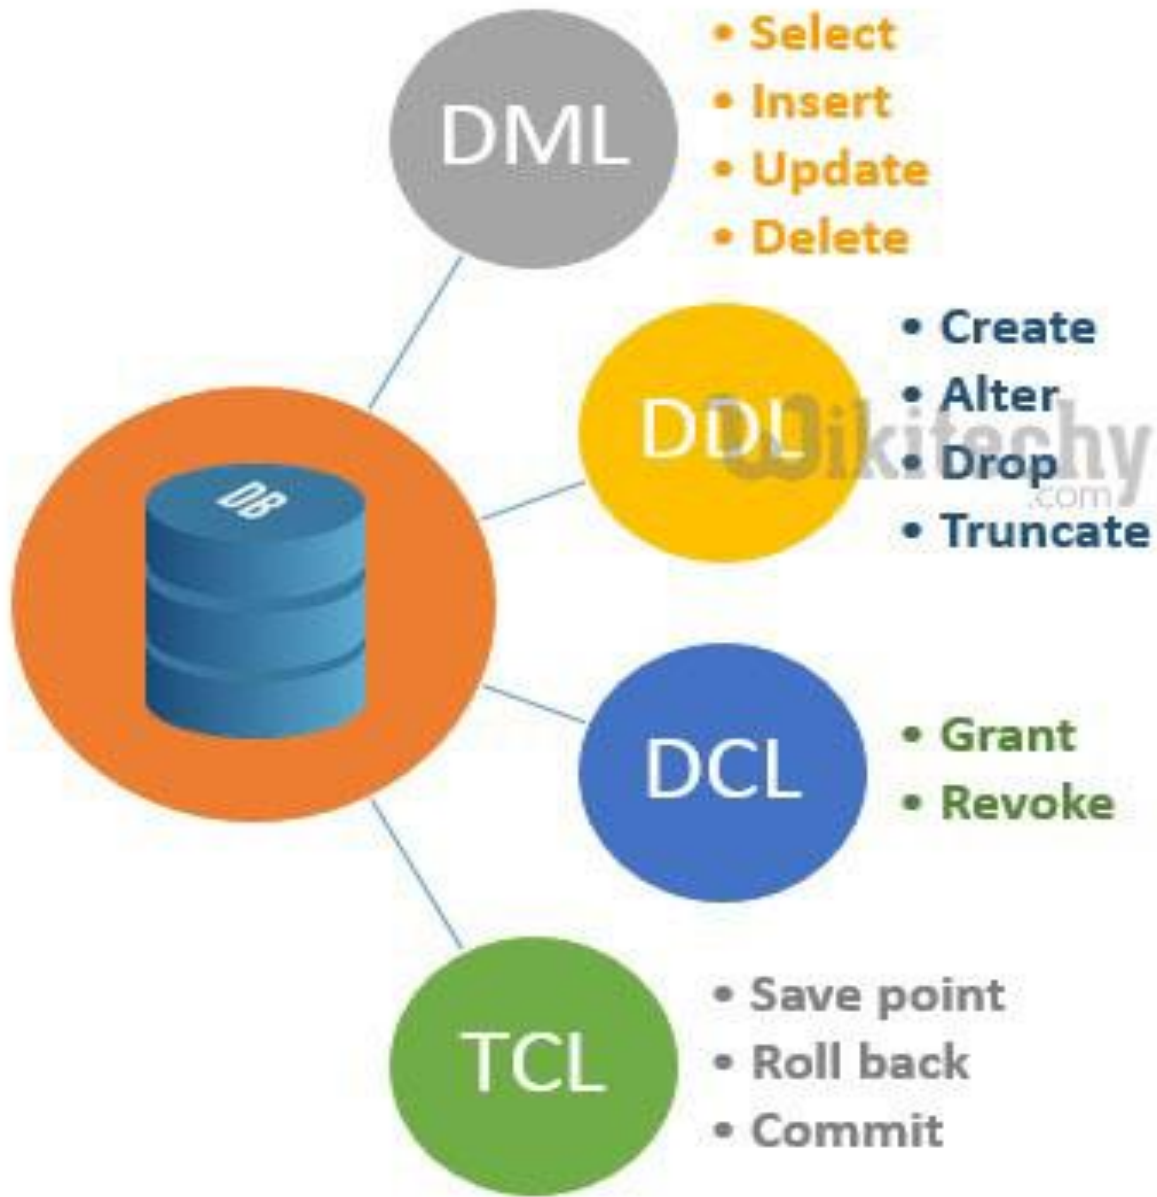 DML
• Select
• Insert
• Update
• Delete
DDL
• Create
• Alter
• Drop
• Truncate
Wikitechy
.com
DB
DCL
• Grant
• Revoke
TCL
• Save point
• Roll back
• Commit